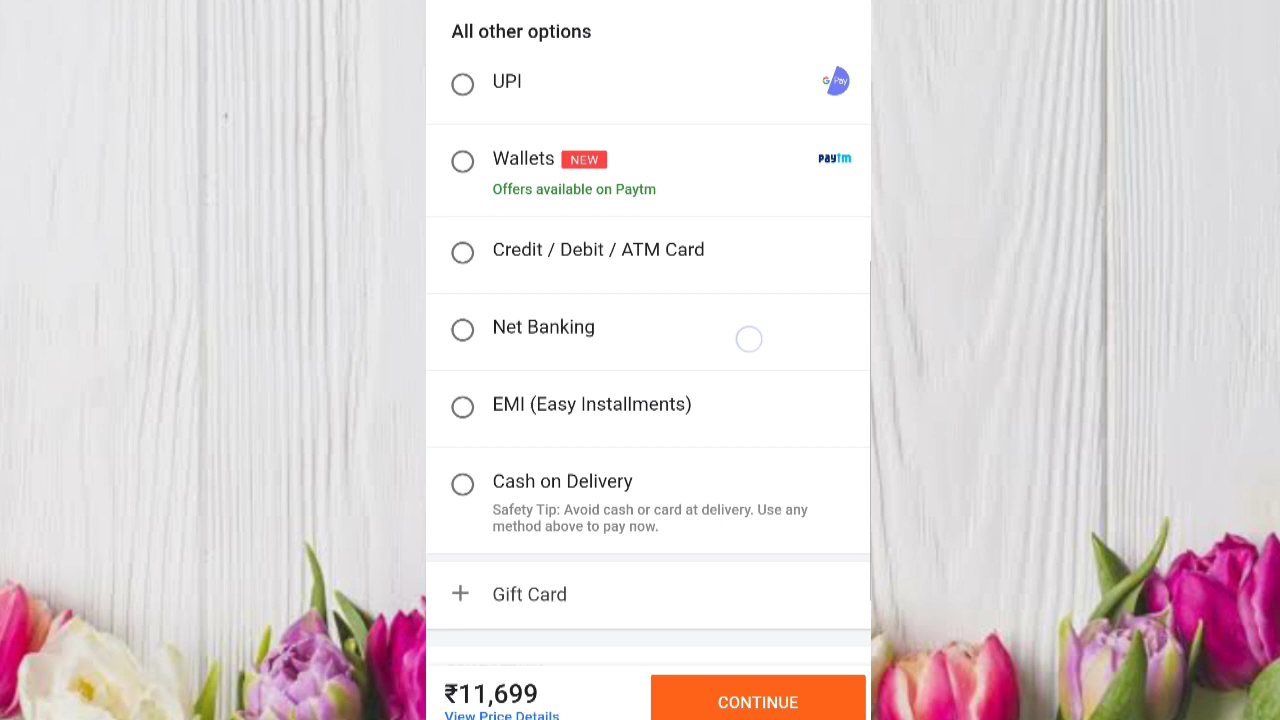 All other options
UPI
G Pay
Wallets NEW
paytm
Offers available on Paytm
Credit / Debit / ATM Card
Net Banking
EMI (Easy Installments)
Cash on Delivery
Safety Tip: Avoid cash or card at delivery. Use any
method above to pay now.
+ Gift Card
₹11,699
CONTINUE
View Price Details